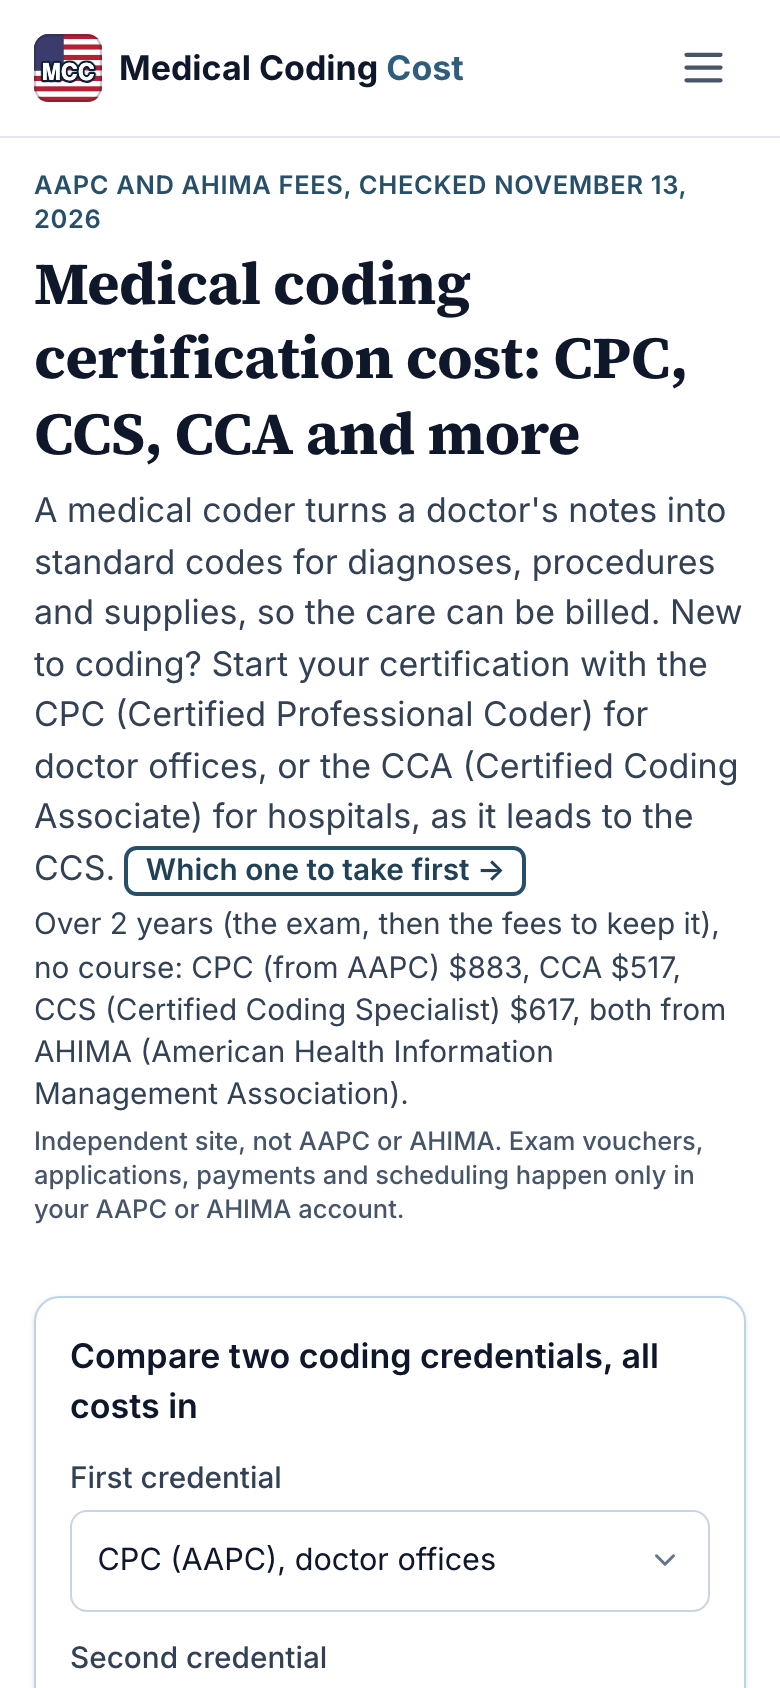 MCC
Medical Coding Cost
AAPC AND AHIMA FEES, CHECKED NOVEMBER 13,
2026
Medical coding
certification cost: CPC,
CCS, CCA and more
A medical coder turns a doctor's notes into
standard codes for diagnoses, procedures
and supplies, so the care can be billed. New
to coding? Start your certification with the
CPC (Certified Professional Coder) for
doctor offices, or the CCA (Certified Coding
Associate) for hospitals, as it leads to the
CCS. Which one to take first →
Over 2 years (the exam, then the fees to keep it),
no course: CPC (from AAPC) $883, CCA $517,
CCS (Certified Coding Specialist) $617, both from
AHIMA (American Health Information
Management Association).
Independent site, not AAPC or AHIMA. Exam vouchers,
applications, payments and scheduling happen only in
your AAPC or AHIMA account.
Compare two coding credentials, all
costs in
First credential
CPC (AAPC), doctor offices
Second credential